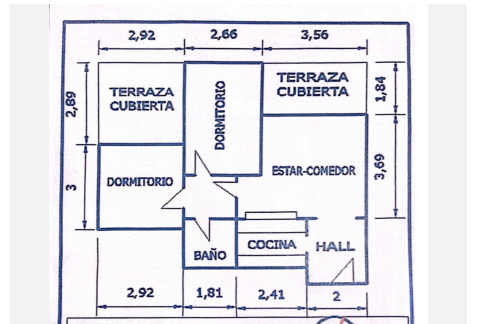 2,92 2,66 3,56
TERRAZA
CUBIERTA
DORMITORIO
TERRAZA
CUBIERTA
2,89
1,84
DORMITORIO
ESTAR-COMEDOR
3
3,69
BAÑO
COCINA
HALL
2,92 1,81 2,41 2